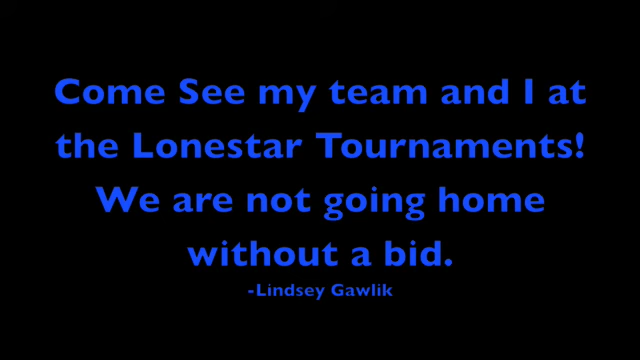 Come See my team and I at
the Lonestar Tournaments!
We are not going home
without a bid.
-Lindsey Gawlik